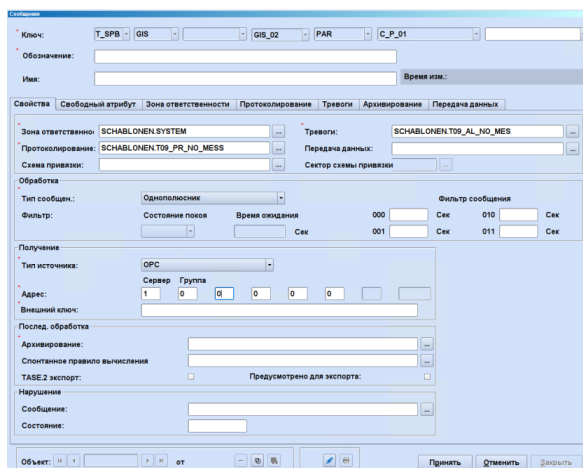 Сообщение
* Ключ: T_SPB GIS GIS_02 PAR C_P_01
* Обозначение:
Имя: Время изм.:
Свойства Свободный атрибут Зона ответственности Протоколирование Тревоги Архивирование Передача данных
* Зона ответственно SCHABLONEN.SYSTEM ... * Тревоги: SCHABLONEN.T09_AL_NO_MES
* Протоколирование: SCHABLONEN.T09_PR_NO_MESS ... Передача данных: ...
Схема привязки: ... Сектор схемы привязки ...
Обработка
* Тип сообщен.: Однополюсник Фильтр сообщения
Фильтр: Состояние покоя Время ожидания 000 Сек 010 Сек
Сек 001 Сек 011 Сек
Получение
* Тип источника: OPC
Сервер Группа
* Адрес: 1 0 0 0 0 0
* Внешний ключ:
Послед. обработка
* Архивирование: ...
Спонтанное правило вычисления ...
TASE.2 экспорт: Предусмотрено для экспорта:
Нарушение
Сообщение: ...
Состояние:
Объект: от Принять Отменить Закрыть